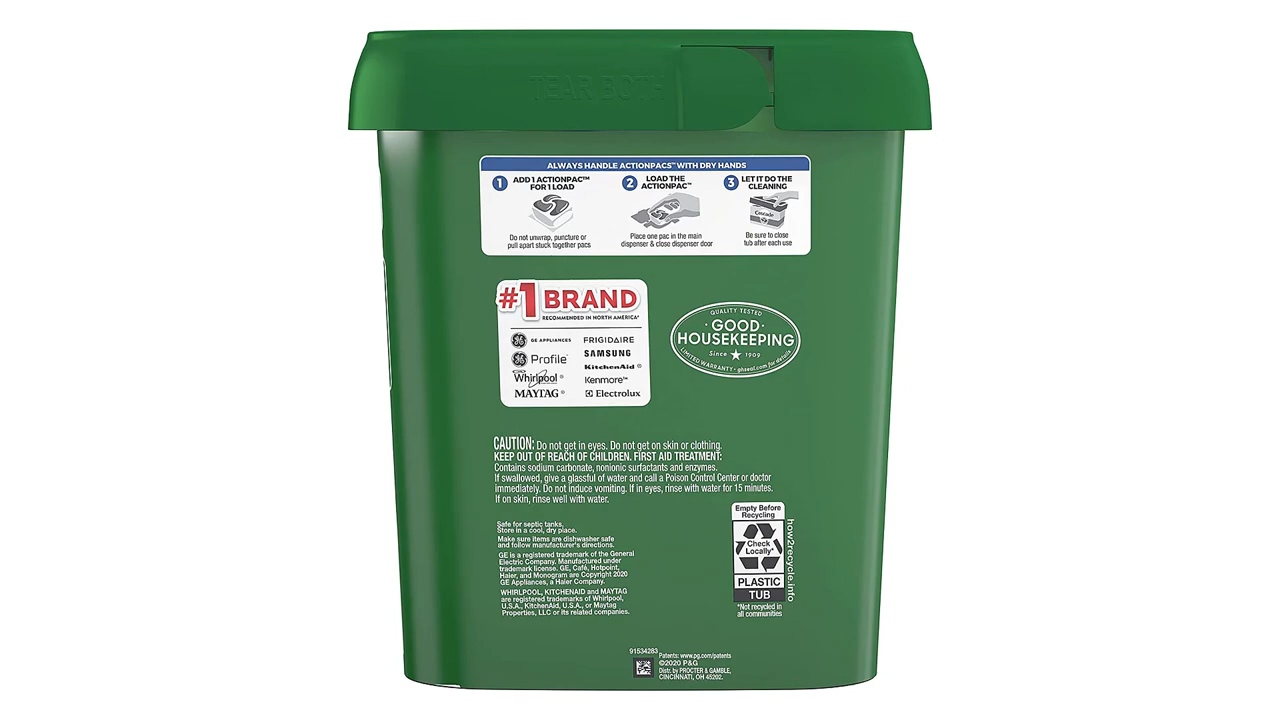 TEAR BOTH
ALWAYS HANDLE ACTIONPACS™ WITH DRY HANDS
1 ADD 1 ACTIONPAC™
FOR 1 LOAD
Do not unwrap, puncture or
pull apart stuck together pacs
2 LOAD THE
ACTIONPAC™
Place one pac in the main
dispenser & close dispenser door
3 LET IT DO THE
CLEANING
Cascade
Be sure to close
tub after each use
#1 BRAND
RECOMMENDED IN NORTH AMERICA*
GE APPLIANCES
Profile™
Whirlpool®
MAYTAG®
FRIGIDAIRE
SAMSUNG
KitchenAid®
Kenmore™
Electrolux
QUALITY TESTED
GOOD
HOUSEKEEPING
Since ★ 1909
LIMITED WARRANTY • ghseal.com for details
CAUTION: Do not get in eyes. Do not get on skin or clothing.
KEEP OUT OF REACH OF CHILDREN. FIRST AID TREATMENT:
Contains sodium carbonate, nonionic surfactants and enzymes.
If swallowed, give a glassful of water and call a Poison Control Center or doctor
immediately. Do not induce vomiting. If in eyes, rinse with water for 15 minutes.
If on skin, rinse well with water.
Safe for septic tanks,
Store in a cool, dry place.
Make sure items are dishwasher safe
and follow manufacturer's directions.
GE is a registered trademark of the General
Electric Company. Manufactured under
trademark license. GE, Café, Hotpoint,
Haier, and Monogram are Copyright 2020
GE Appliances, a Haier Company.
WHIRLPOOL, KITCHENAID and MAYTAG
are registered trademarks of Whirlpool,
U.S.A., KitchenAid, U.S.A., or Maytag
Properties, LLC or its related companies.
Empty Before
Recycling
Check
Locally*
PLASTIC
TUB
*Not recycled in
all communities
how2recycle.info
91534283
Patents: www.pg.com/patents
©2020 P&G
Distr. by PROCTER & GAMBLE,
CINCINNATI, OH 45202.